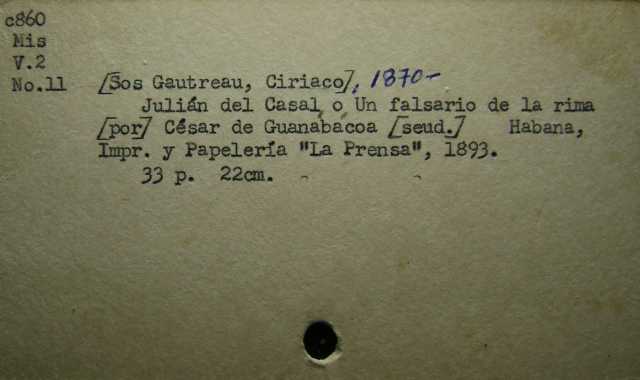 c860
Mis
V.2
No.11 [Sos Gautreau, Ciriaco], 1870-
Julián del Casal, o, Un falsario de la rima
[por] César de Guanabacoa [seud.] Habana,
Impr. y Papelería "La Prensa", 1893.
33 p. 22cm.